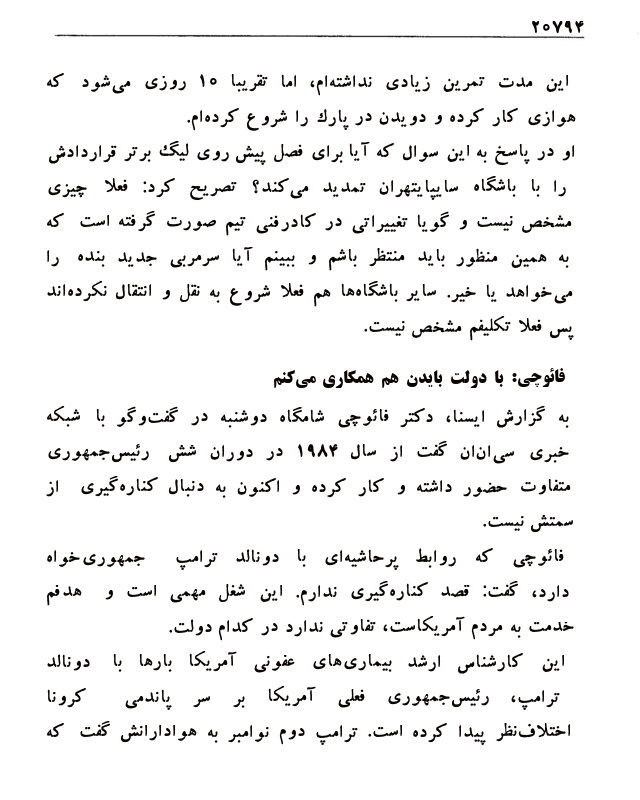 ۲۰۷۹۴
این مدت تمرین زیادی نداشته‌ام، اما تقریبا ۱۵ روزی می‌شود که
هوازی کار کرده و دویدن در پارک را شروع کرده‌ام.
او در پاسخ به این سوال که آیا برای فصل پیش روی لیگ برتر قراردادش
را با باشگاه سایپایتهران تمدید می‌کند؟ تصریح کرد: فعلا چیزی
مشخص نیست و گویا تغییراتی در کادرفنی تیم صورت گرفته است که
به همین منظور باید منتظر باشم و ببینم آیا سرمربی جدید بنده را
می‌خواهد یا خیر. سایر باشگاه‌ها هم فعلا شروع به نقل و انتقال نکرده‌اند
پس فعلا تکلیفم مشخص نیست.
فائوچی: با دولت بایدن هم همکاری می‌کنم
به گزارش ایسنا، دکتر فائوچی شامگاه دوشنبه در گفت‌وگو با شبکه
خبری سی‌ان‌ان گفت از سال ۱۹۸۴ در دوران شش رئیس‌جمهوری
متفاوت حضور داشته و کار کرده و اکنون به دنبال کناره‌گیری از
سمتش نیست.
فائوچی که روابط پرحاشیه‌ای با دونالد ترامپ جمهوری‌خواه
دارد، گفت: قصد کناره‌گیری ندارم. این شغل مهمی است و هدفم
خدمت به مردم آمریکاست، تفاوتی ندارد در کدام دولت.
این کارشناس ارشد بیماری‌های عفونی آمریکا بارها با دونالد
ترامپ، رئیس‌جمهوری فعلی آمریکا بر سر پاندمی کرونا
اختلاف‌نظر پیدا کرده است. ترامپ دوم نوامبر به هوادارانش گفت که